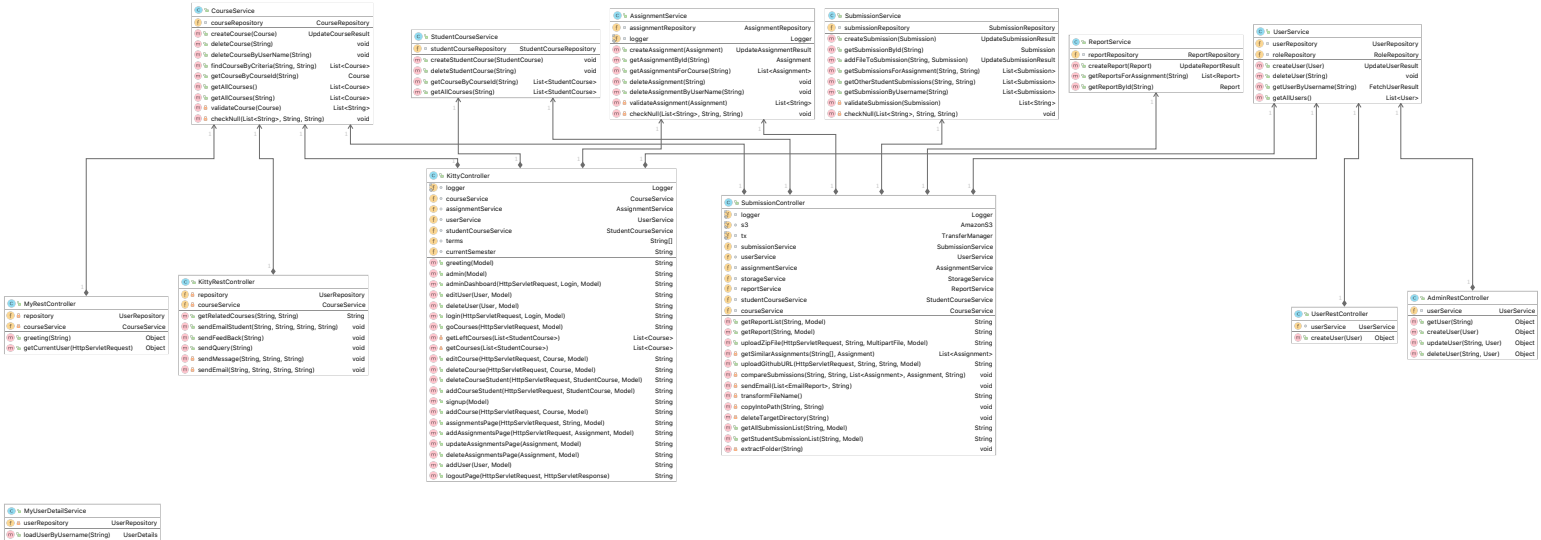 CourseService
courseRepository CourseRepository
createCourse(Course) UpdateCourseResult
deleteCourse(String) void
deleteCourseByUserName(String) void
findCourseByCriteria(String, String) List<Course>
getCourseByCourseId(String) Course
getAllCourses() List<Course>
getAllCourses(String) List<Course>
validateCourse(Course) List<String>
checkNull(List<String>, String, String) void
StudentCourseService
studentCourseRepository StudentCourseRepository
createStudentCourse(StudentCourse) void
deleteStudentCourse(String) void
getCourseByCourseId(String) List<StudentCourse>
getAllCourses(String) List<StudentCourse>
AssignmentService
assignmentRepository AssignmentRepository
logger Logger
createAssignment(Assignment) UpdateAssignmentResult
getAssignmentById(String) Assignment
getAssignmentsForCourse(String) List<Assignment>
deleteAssignment(String) void
deleteAssignmentByUserName(String) void
validateAssignment(Assignment) List<String>
checkNull(List<String>, String, String) void
SubmissionService
submissionRepository SubmissionRepository
createSubmission(Submission) UpdateSubmissionResult
getSubmissionById(String) Submission
addFileToSubmission(String, Submission) UpdateSubmissionResult
getSubmissionsForAssignment(String, String) List<Submission>
getOtherStudentSubmissions(String, String) List<Submission>
getSubmissionByUsername(String) List<Submission>
validateSubmission(Submission) List<String>
checkNull(List<String>, String, String) void
ReportService
reportRepository ReportRepository
createReport(Report) UpdateReportResult
getReportsForAssignment(String) List<Report>
getReportById(String) Report
UserService
userRepository UserRepository
roleRepository RoleRepository
createUser(User) UpdateUserResult
deleteUser(String) void
getUserByUsername(String) FetchUserResult
getAllUsers() List<User>
KittyController
logger Logger
courseService CourseService
assignmentService AssignmentService
userService UserService
studentCourseService StudentCourseService
terms String[]
currentSemester String
greeting(Model) String
admin(Model) String
adminDashboard(HttpServletRequest, Login, Model) String
editUser(User, Model) String
deleteUser(User, Model) String
login(HttpServletRequest, Login, Model) String
goCourses(HttpServletRequest, Model) String
getLeftCourses(List<StudentCourse>) List<Course>
getCourses(List<StudentCourse>) List<Course>
editCourse(HttpServletRequest, Course, Model) String
deleteCourse(HttpServletRequest, Course, Model) String
deleteCourseStudent(HttpServletRequest, StudentCourse, Model) String
addCourseStudent(HttpServletRequest, StudentCourse, Model) String
signup(Model) String
addCourse(HttpServletRequest, Course, Model) String
assignmentsPage(HttpServletRequest, String, Model) String
addAssignmentsPage(HttpServletRequest, Assignment, Model) String
updateAssignmentsPage(Assignment, Model) String
deleteAssignmentsPage(Assignment, Model) String
addUser(User, Model) String
logoutPage(HttpServletRequest, HttpServletResponse) String
SubmissionController
logger Logger
s3 AmazonS3
tx TransferManager
submissionService SubmissionService
userService UserService
assignmentService AssignmentService
storageService StorageService
reportService ReportService
studentCourseService StudentCourseService
courseService CourseService
getReportList(String, Model) String
getReport(String, Model) String
uploadZipFile(HttpServletRequest, String, MultipartFile, Model) String
getSimilarAssignments(String[], Assignment) List<Assignment>
uploadGithubURL(HttpServletRequest, String, String, Model) String
compareSubmissions(String, String, List<Assignment>, Assignment, String) void
sendEmail(List<EmailReport>, String) void
transformFileName() String
copyIntoPath(String, String) void
deleteTargetDirectory(String) void
getAllSubmissionList(String, Model) String
getStudentSubmissionList(String, Model) String
extractFolder(String) void
KittyRestController
repository UserRepository
courseService CourseService
getRelatedCourses(String, String) String
sendEmailStudent(String, String, String, String) void
sendFeedBack(String) void
sendQuery(String) void
sendMessage(String, String, String) void
sendEmail(String, String, String, String) void
MyRestController
repository UserRepository
courseService CourseService
greeting(String) Object
getCurrentUser(HttpServletRequest) Object
UserRestController
userService UserService
createUser(User) Object
AdminRestController
userService UserService
getUser(String) Object
createUser(User) Object
updateUser(String, User) Object
deleteUser(String, User) Object
MyUserDetailService
userRepository UserRepository
loadUserByUsername(String) UserDetails